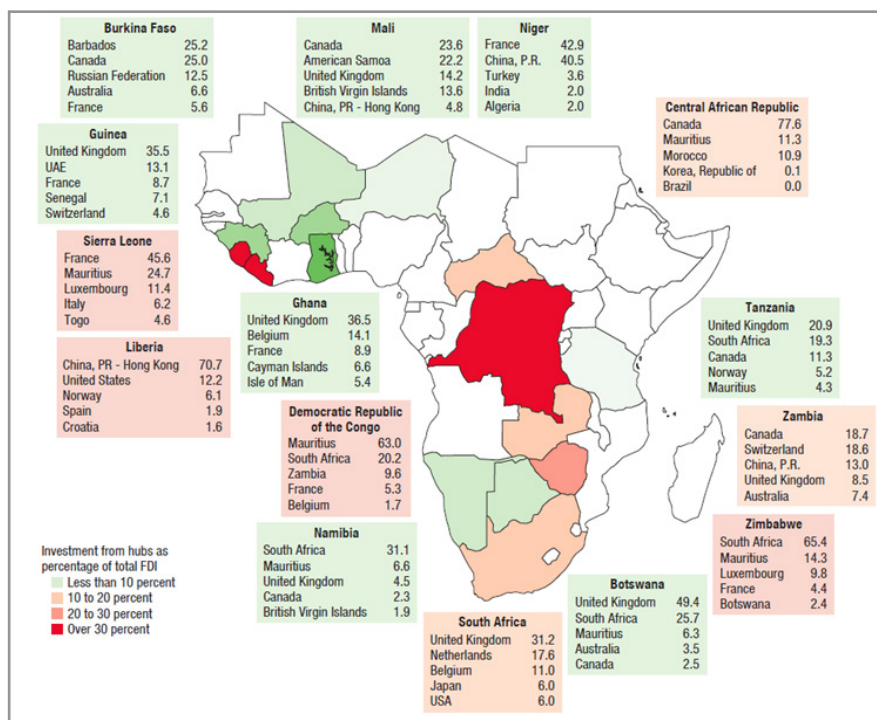 Burkina Faso
Barbados 25.2
Canada 25.0
Russian Federation 12.5
Australia 6.6
France 5.6
Mali
Canada 23.6
American Samoa 22.2
United Kingdom 14.2
British Virgin Islands 13.6
China, PR - Hong Kong 4.8
Niger
France 42.9
China, P.R. 40.5
Turkey 3.6
India 2.0
Algeria 2.0
Central African Republic
Canada 77.6
Mauritius 11.3
Morocco 10.9
Korea, Republic of 0.1
Brazil 0.0
Guinea
United Kingdom 35.5
UAE 13.1
France 8.7
Senegal 7.1
Switzerland 4.6
Sierra Leone
France 45.6
Mauritius 24.7
Luxembourg 11.4
Italy 6.2
Togo 4.6
Ghana
United Kingdom 36.5
Belgium 14.1
France 8.9
Cayman Islands 6.6
Isle of Man 5.4
Tanzania
United Kingdom 20.9
South Africa 19.3
Canada 11.3
Norway 5.2
Mauritius 4.3
Liberia
China, PR - Hong Kong 70.7
United States 12.2
Norway 6.1
Spain 1.9
Croatia 1.6
Democratic Republic
of the Congo
Mauritius 63.0
South Africa 20.2
Zambia 9.6
France 5.3
Belgium 1.7
Zambia
Canada 18.7
Switzerland 18.6
China, P.R. 13.0
United Kingdom 8.5
Australia 7.4
Namibia
South Africa 31.1
Mauritius 6.6
United Kingdom 4.5
Canada 2.3
British Virgin Islands 1.9
Zimbabwe
South Africa 65.4
Mauritius 14.3
Luxembourg 9.8
France 4.4
Botswana 2.4
Investment from hubs as
percentage of total FDI
Less than 10 percent
10 to 20 percent
20 to 30 percent
Over 30 percent
South Africa
United Kingdom 31.2
Netherlands 17.6
Belgium 11.0
Japan 6.0
USA 6.0
Botswana
United Kingdom 49.4
South Africa 25.7
Mauritius 6.3
Australia 3.5
Canada 2.5